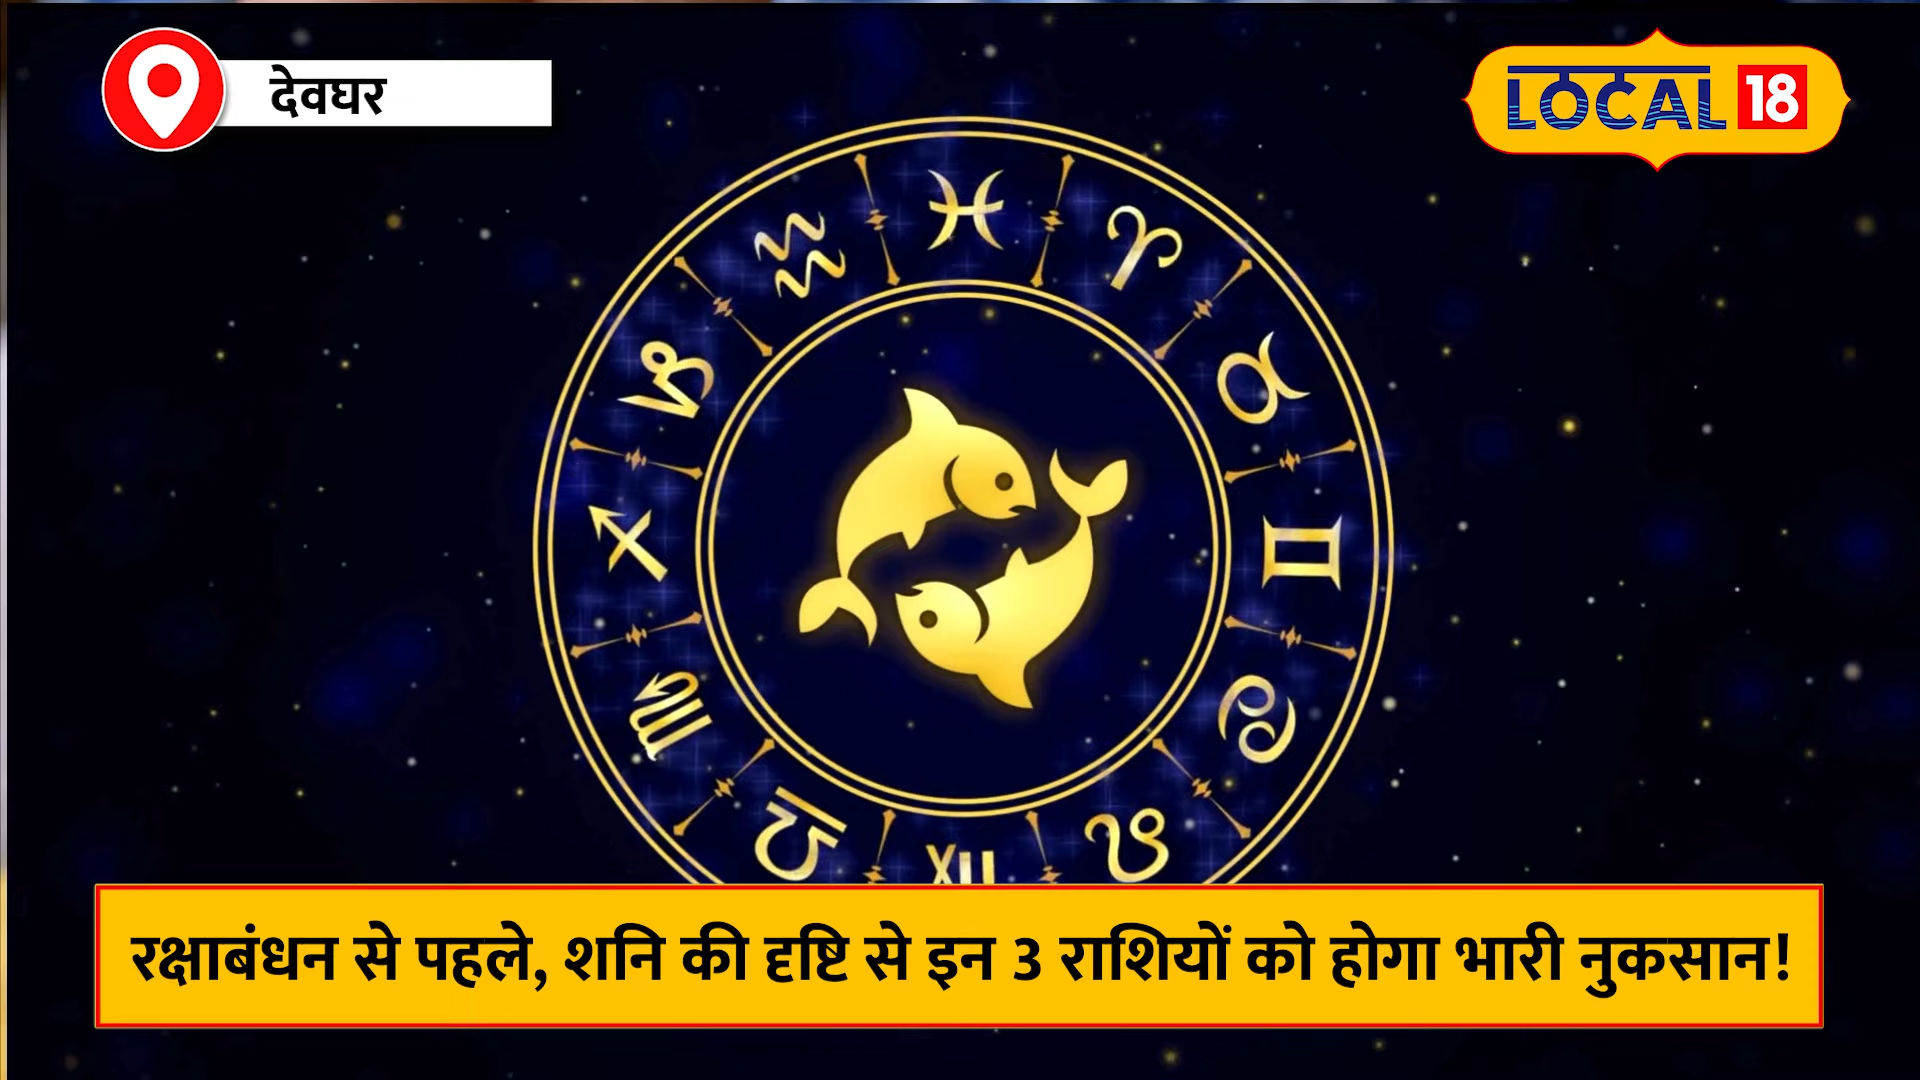 देवघर
LOCAL 18
रक्षाबंधन से पहले, शनि की दृष्टि से इन 3 राशियों को होगा भारी नुकसान!